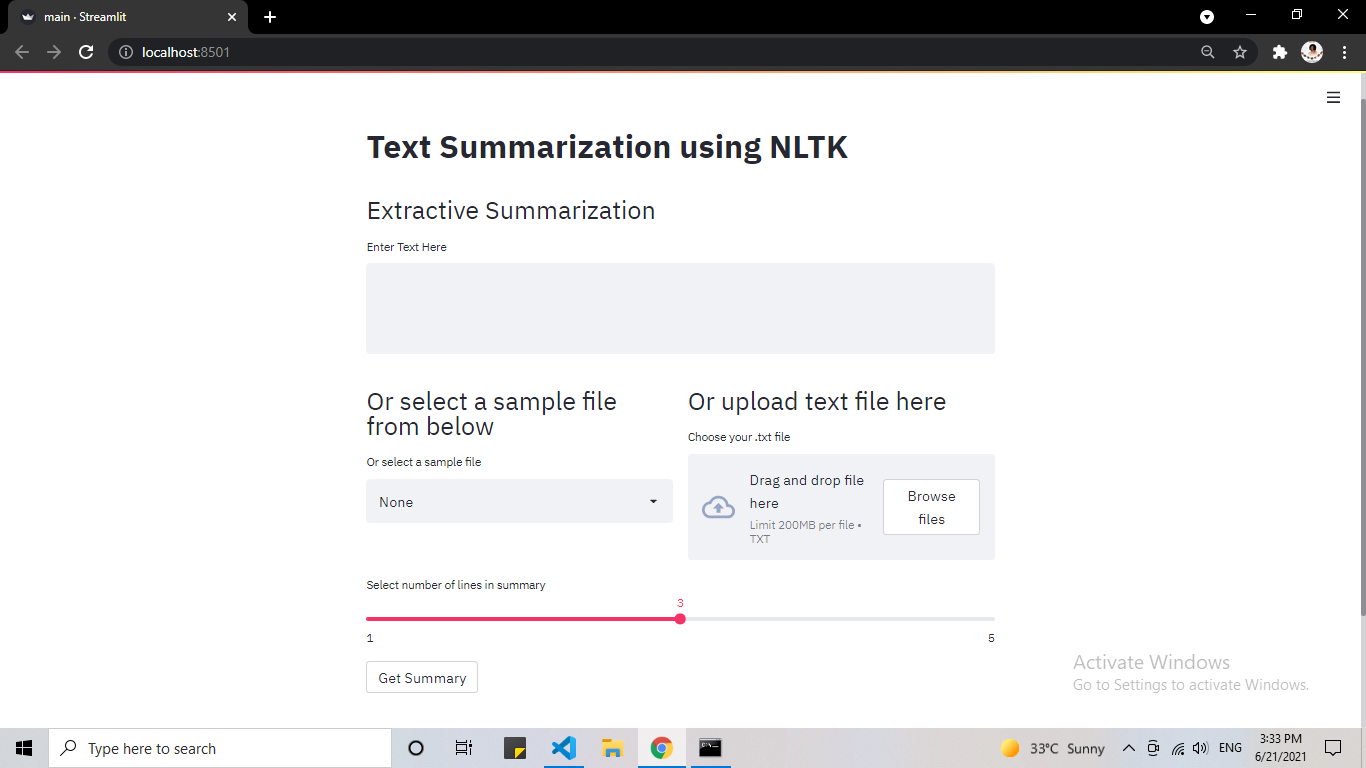 main · Streamlit
localhost:8501
Text Summarization using NLTK
Extractive Summarization
Enter Text Here
Or select a sample file
from below
Or select a sample file
None
Or upload text file here
Choose your .txt file
Drag and drop file
here
Limit 200MB per file •
TXT
Browse
files
Select number of lines in summary
3
1
5
Get Summary
Activate Windows
Go to Settings to activate Windows.
Type here to search
33°C Sunny
ENG
3:33 PM
6/21/2021